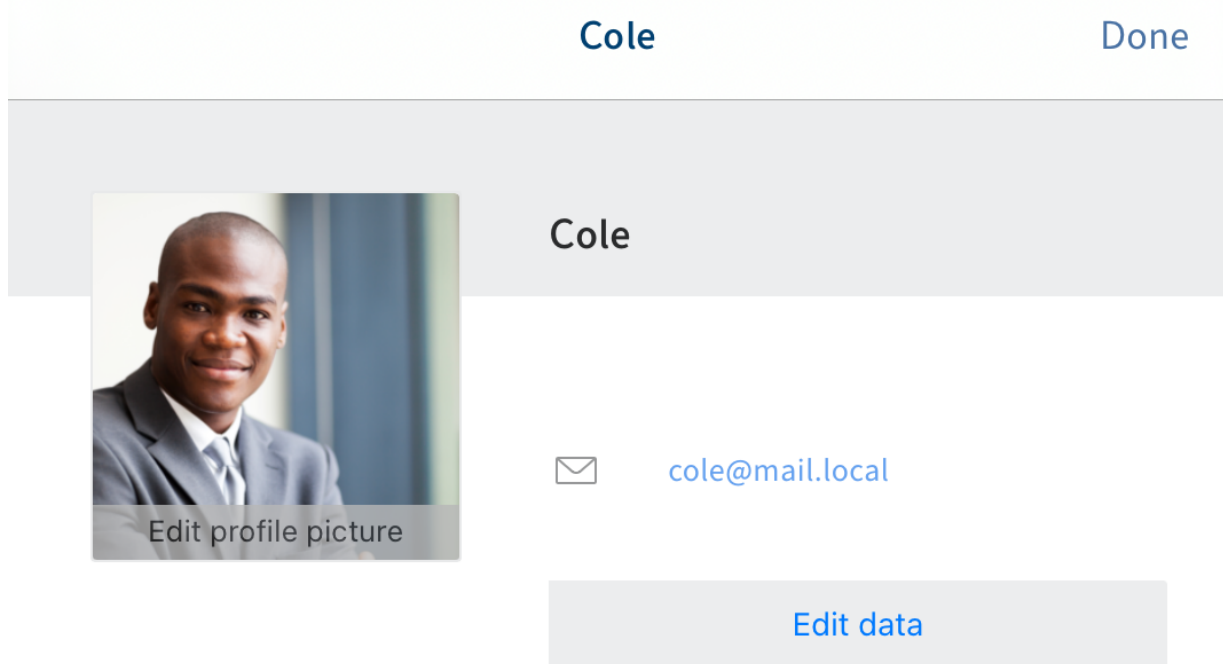 Cole
Done
Cole
cole@mail.local
Edit profile picture
Edit data